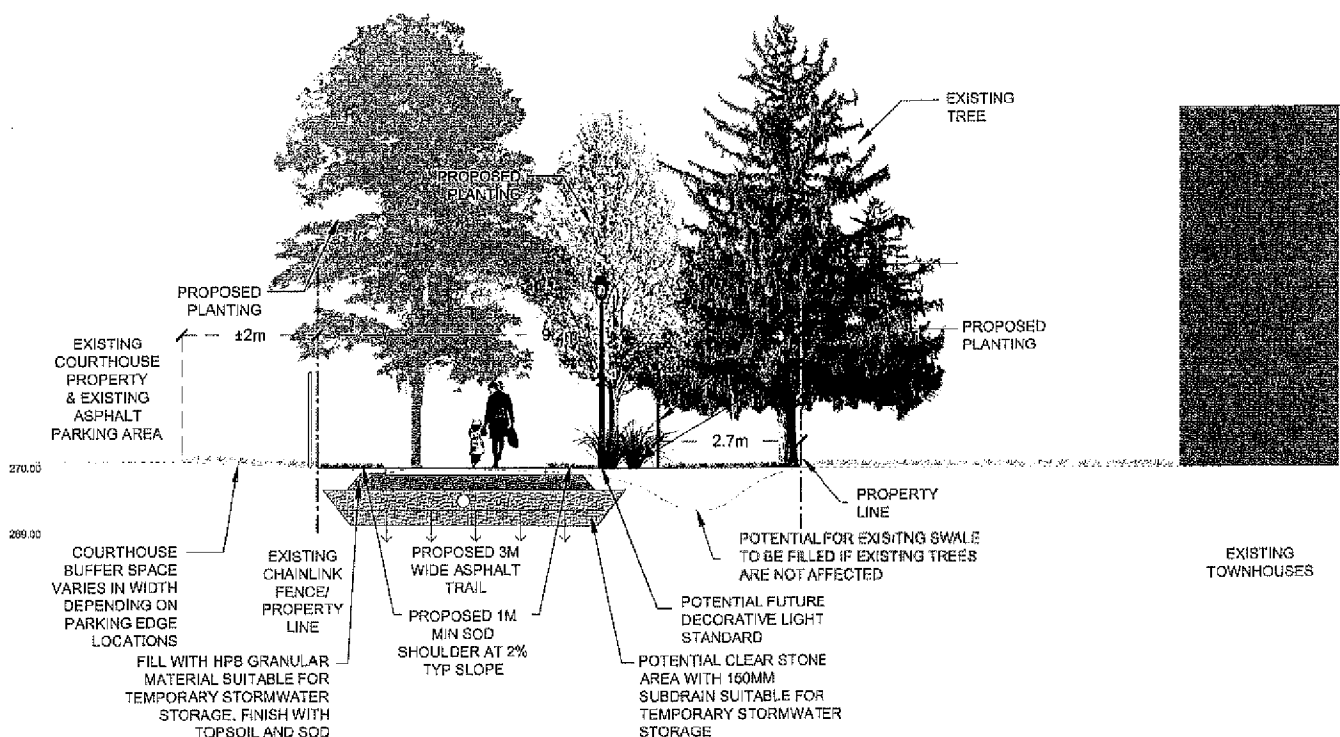 EXISTING
TREE
PROPOSED
PLANTING
PROPOSED
PLANTING
±2m
9
PROPOSED
PLANTING
EXISTING
COURTHOUSE
PROPERTY
& EXISTING
ASPHALT
PARKING AREA
2.7m
270.00
269.00
PROPERTY
LINE
COURTHOUSE
BUFFER SPACE
VARIES IN WIDTH
DEPENDING ON
PARKING EDGE
LOCATIONS
EXISTING
CHAINLINK
FENCE/
PROPERTY
LINE
PROPOSED 3M
WIDE ASPHALT
TRAIL
POTENTIAL FOR EXISITNG SWALE
TO BE FILLED IF EXISTING TREES
ARE NOT AFFECTED
EXISTING
TOWNHOUSES
PROPOSED 1M
MIN SOD
SHOULDER AT 2%
TYP SLOPE
POTENTIAL FUTURE
DECORATIVE LIGHT
STANDARD
FILL WITH HPB GRANULAR
MATERIAL SUITABLE FOR
TEMPORARY STORMWATER
STORAGE. FINISH WITH
TOPSOIL AND SOD
POTENTIAL CLEAR STONE
AREA WITH 150MM
SUBDRAIN SUITABLE FOR
TEMPORARY STORMWATER
STORAGE